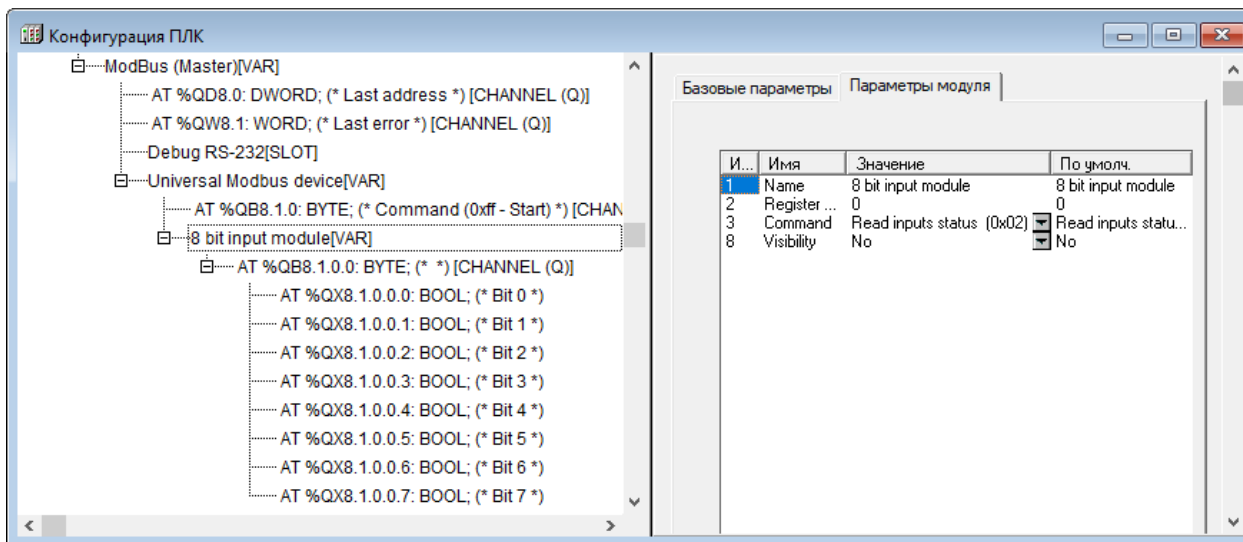 Конфигурация ПЛК
ModBus (Master)[VAR]
AT %QD8.0: DWORD; (* Last address *) [CHANNEL (Q)]
AT %QW8.1: WORD; (* Last error *) [CHANNEL (Q)]
Debug RS-232[SLOT]
Universal Modbus device[VAR]
AT %QB8.1.0: BYTE; (* Command (0xff - Start) *) [CHAN
8 bit input module[VAR]
AT %QB8.1.0.0: BYTE; (* *) [CHANNEL (Q)]
AT %QX8.1.0.0.0: BOOL; (* Bit 0 *)
AT %QX8.1.0.0.1: BOOL; (* Bit 1 *)
AT %QX8.1.0.0.2: BOOL; (* Bit 2 *)
AT %QX8.1.0.0.3: BOOL; (* Bit 3 *)
AT %QX8.1.0.0.4: BOOL; (* Bit 4 *)
AT %QX8.1.0.0.5: BOOL; (* Bit 5 *)
AT %QX8.1.0.0.6: BOOL; (* Bit 6 *)
AT %QX8.1.0.0.7: BOOL; (* Bit 7 *)
Базовые параметры Параметры модуля
И... Имя Значение По умолч.
1 Name 8 bit input module 8 bit input module
2 Register ... 0 0
3 Command Read inputs status (0x02) Read inputs statu...
8 Visibility No No